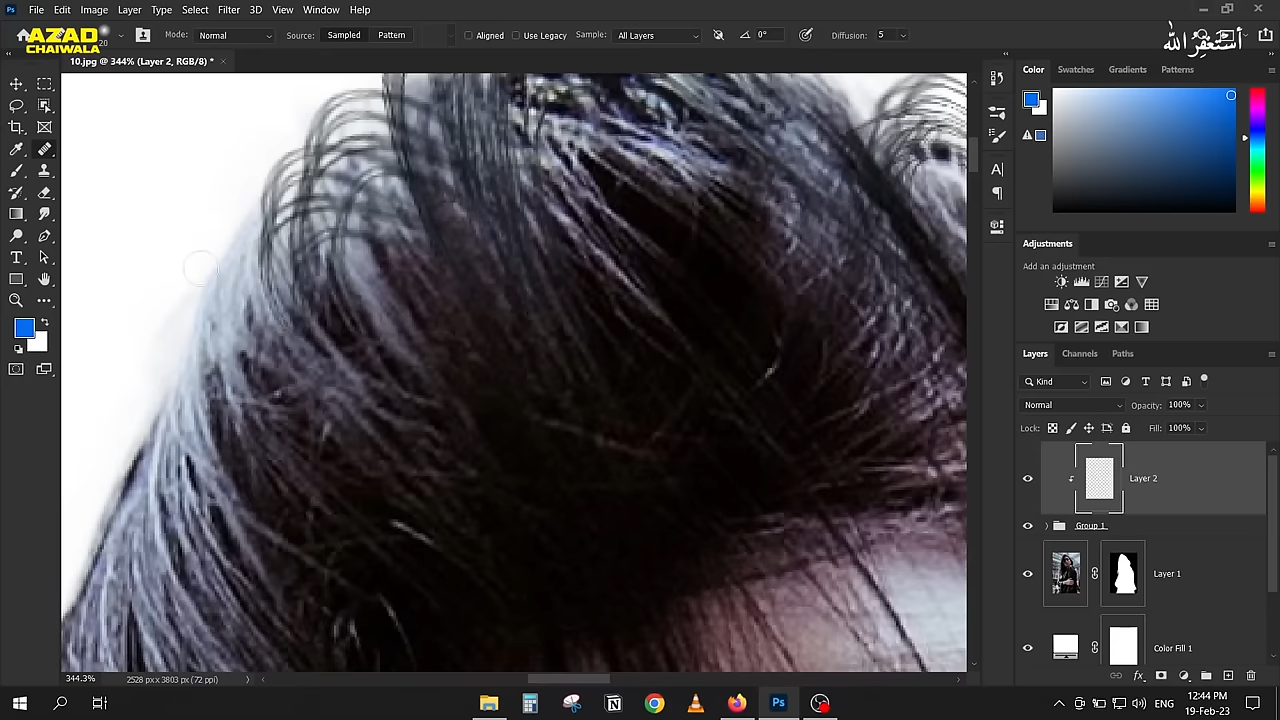 Ps File Edit Image Layer Type Select Filter 3D View Window Help
AZAD
CHAIWALA
20
Mode: Normal Source: Sampled Pattern Aligned Use Legacy Sample: All Layers 0° Diffusion: 5
أستغفر الله
10.jpg @ 344% (Layer 2, RGB/8) *
Color Swatches Gradients Patterns
Adjustments
Add an adjustment
Layers Channels Paths
Kind
Normal Opacity: 100%
Lock: Fill: 100%
Layer 2
Group 1
Layer 1
Color Fill 1
344.3% 2528 px x 3803 px (72 ppi)
fx
Ps
ENG
12:44 PM
19-Feb-23